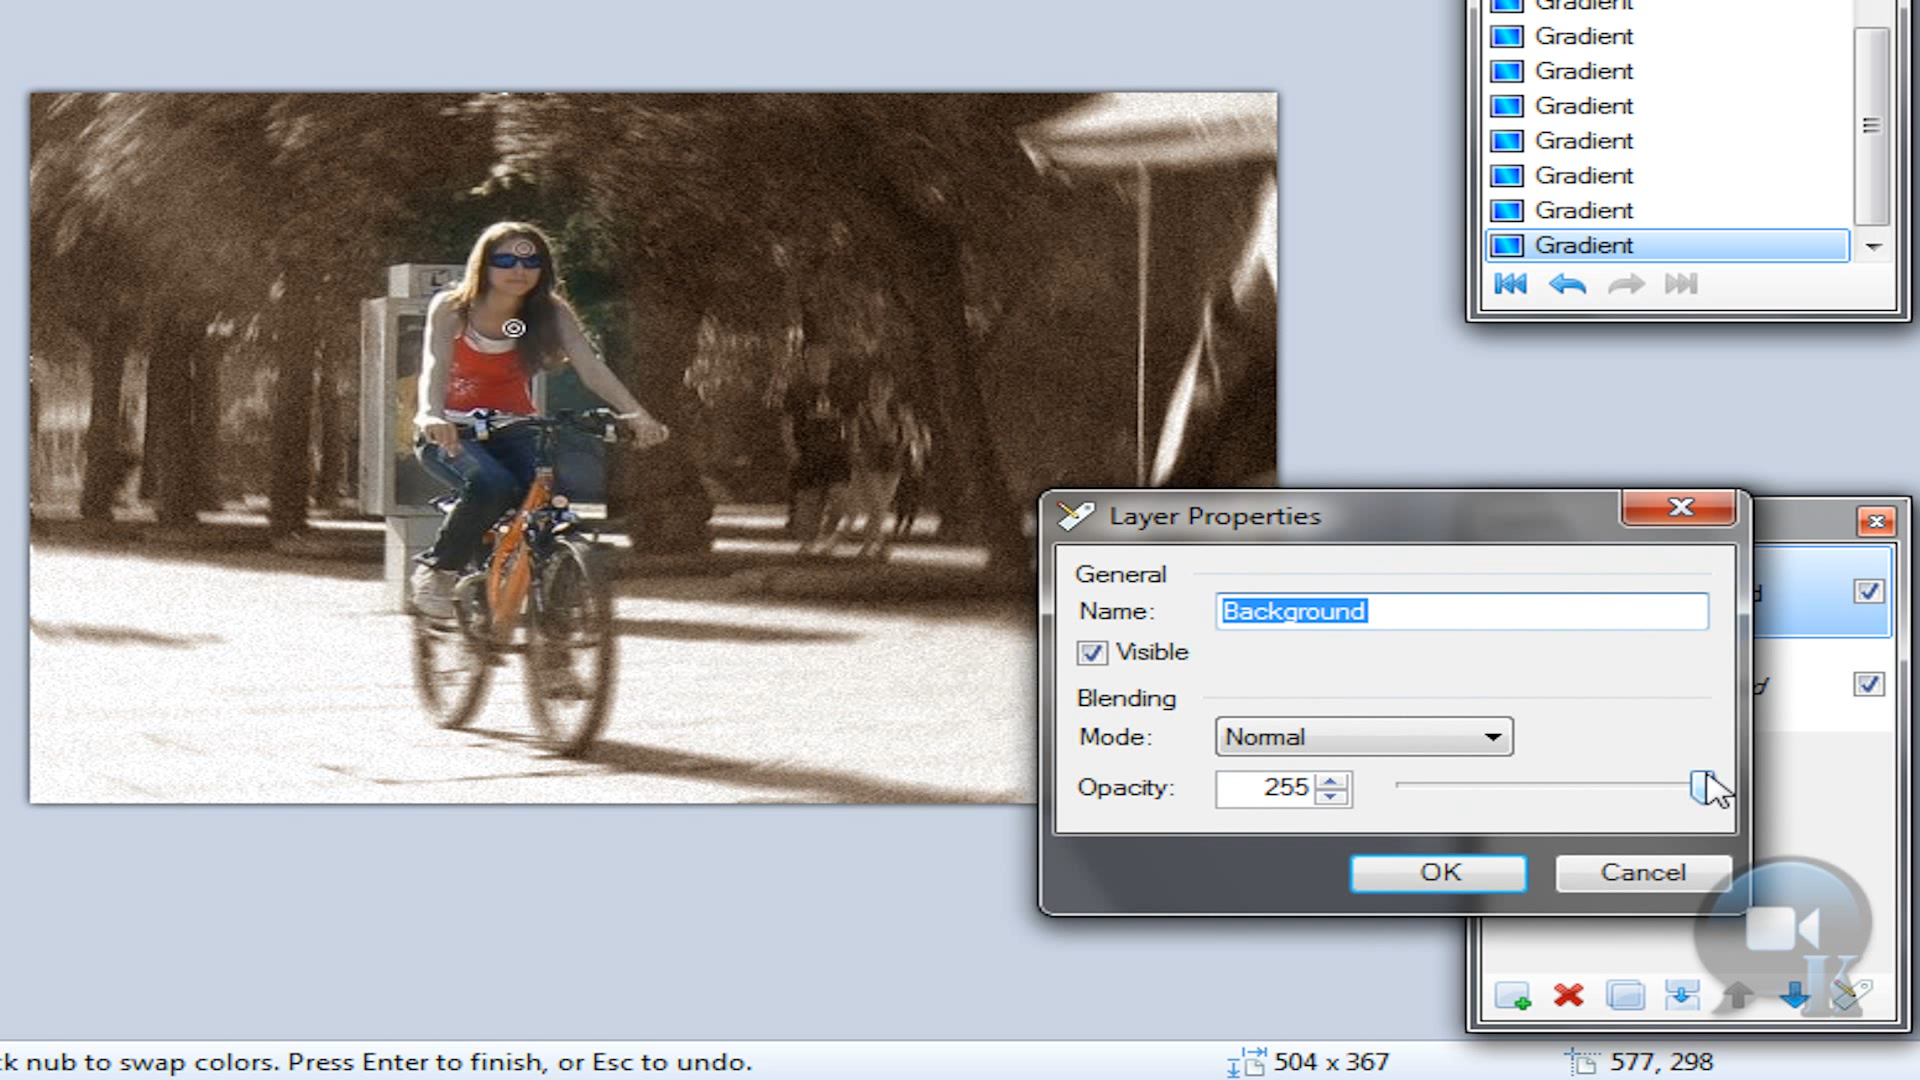 Gradient
Gradient
Gradient
Gradient
Gradient
Gradient
Gradient
Gradient
Layer Properties
General
Name: Background
Visible
Blending
Mode: Normal
Opacity: 255
OK Cancel
K
nub to swap colors. Press Enter to finish, or Esc to undo.
504 x 367
577, 298